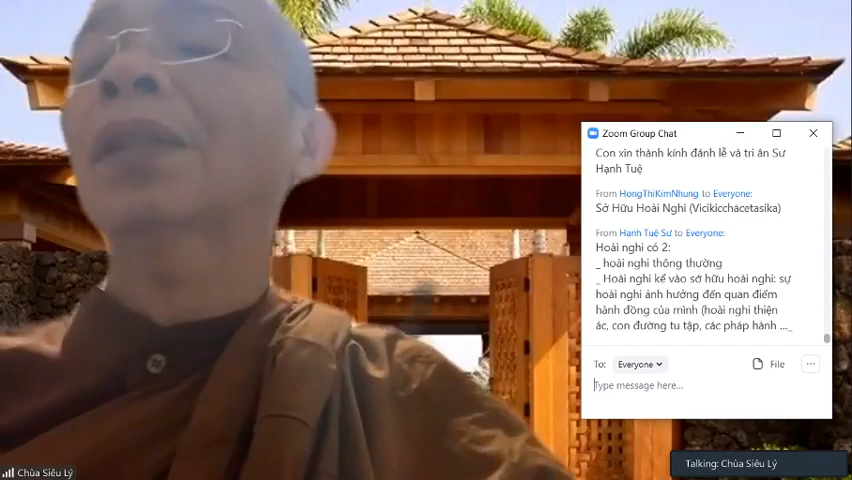 Zoom Group Chat
Con xin thành kính đảnh lễ và tri ân Sư
Hạnh Tuệ
From HongThiKimNhung to Everyone:
Sở Hữu Hoài Nghi (Vicikicchàcetasika)
From Hạnh Tuệ Sư to Everyone:
Hoài nghi có 2:
_ hoài nghi thông thường
_ Hoài nghi kể vào sở hữu hoài nghi: sự
hoài nghi ảnh hưởng đến quan điểm
hành đồng của mình (hoài nghi thiện
ác, con đường tu tập, các pháp hành ..._
To: Everyone File ...
Type message here...
Talking: Chùa Siêu Lý
Chùa Siêu Lý